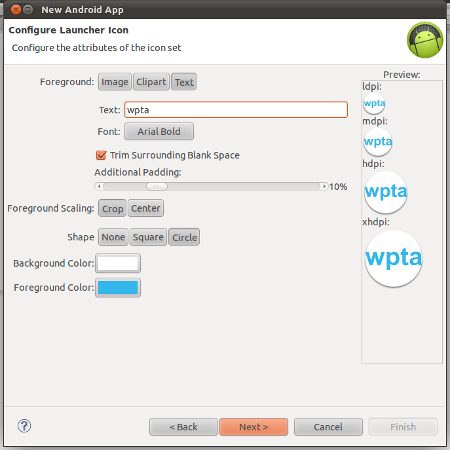 New Android App
Configure Launcher Icon
Configure the attributes of the icon set
Foreground: Image Clipart Text
Text: wpta
Font: Arial Bold
Trim Surrounding Blank Space
Additional Padding:
10%
Foreground Scaling: Crop Center
Shape None Square Circle
Background Color:
Foreground Color:
Preview:
ldpi:
wpta
mdpi:
wpta
hdpi:
wpta
xhdpi:
wpta
? < Back Next > Cancel Finish